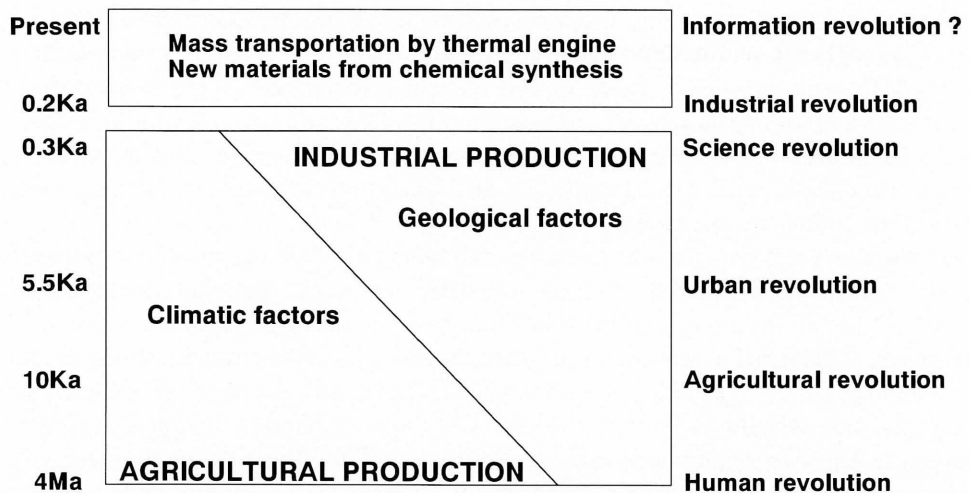 Present
Information revolution ?
Mass transportation by thermal engine
New materials from chemical synthesis
0.2Ka
Industrial revolution
0.3Ka
INDUSTRIAL PRODUCTION
Science revolution
Geological factors
5.5Ka
Urban revolution
Climatic factors
10Ka
Agricultural revolution
AGRICULTURAL PRODUCTION
4Ma
Human revolution